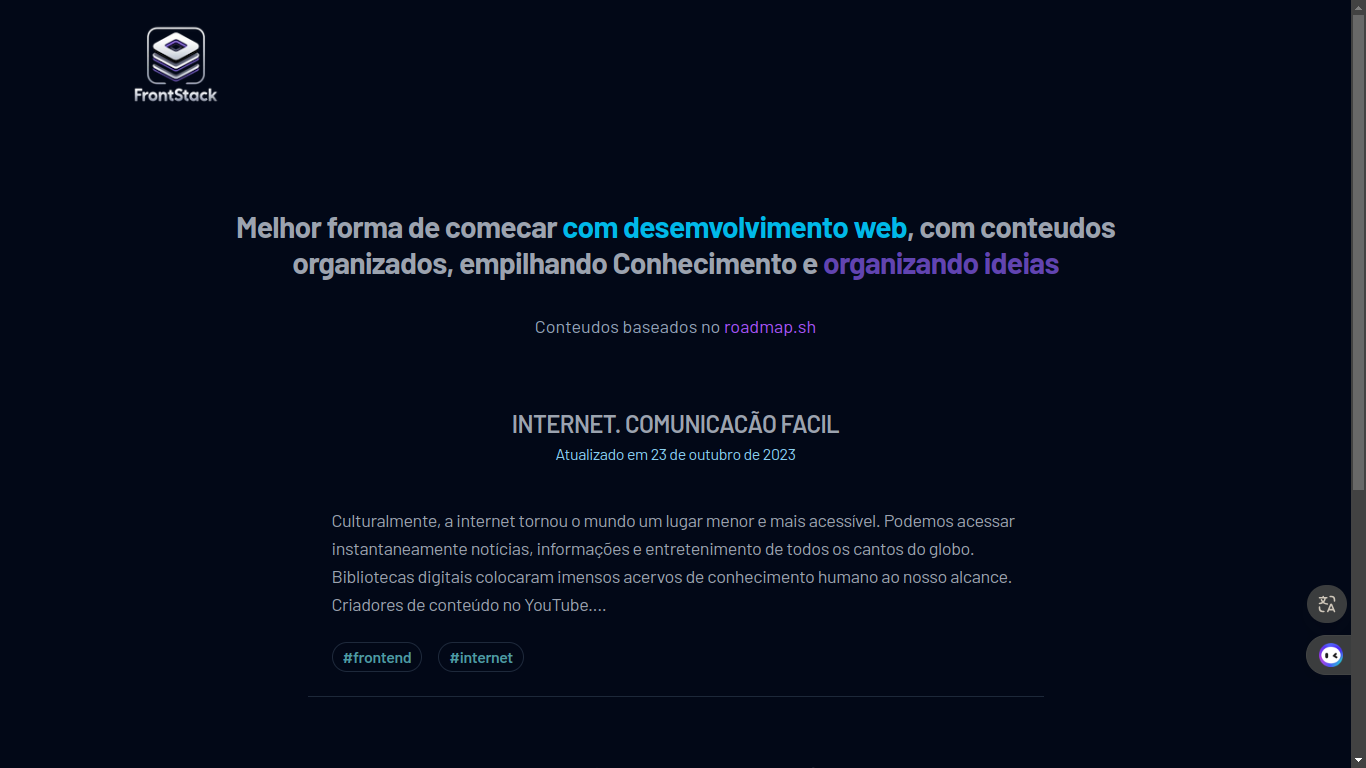 FrontStack
Melhor forma de comecar com desemvolvimento web, com conteudos
organizados, empilhando Conhecimento e organizando ideias
Conteudos baseados no roadmap.sh
INTERNET. COMUNICACÃO FACIL
Atualizado em 23 de outubro de 2023
Culturalmente, a internet tornou o mundo um lugar menor e mais acessível. Podemos acessar
instantaneamente notícias, informações e entretenimento de todos os cantos do globo.
Bibliotecas digitais colocaram imensos acervos de conhecimento humano ao nosso alcance.
Criadores de conteúdo no YouTube....
#frontend #internet